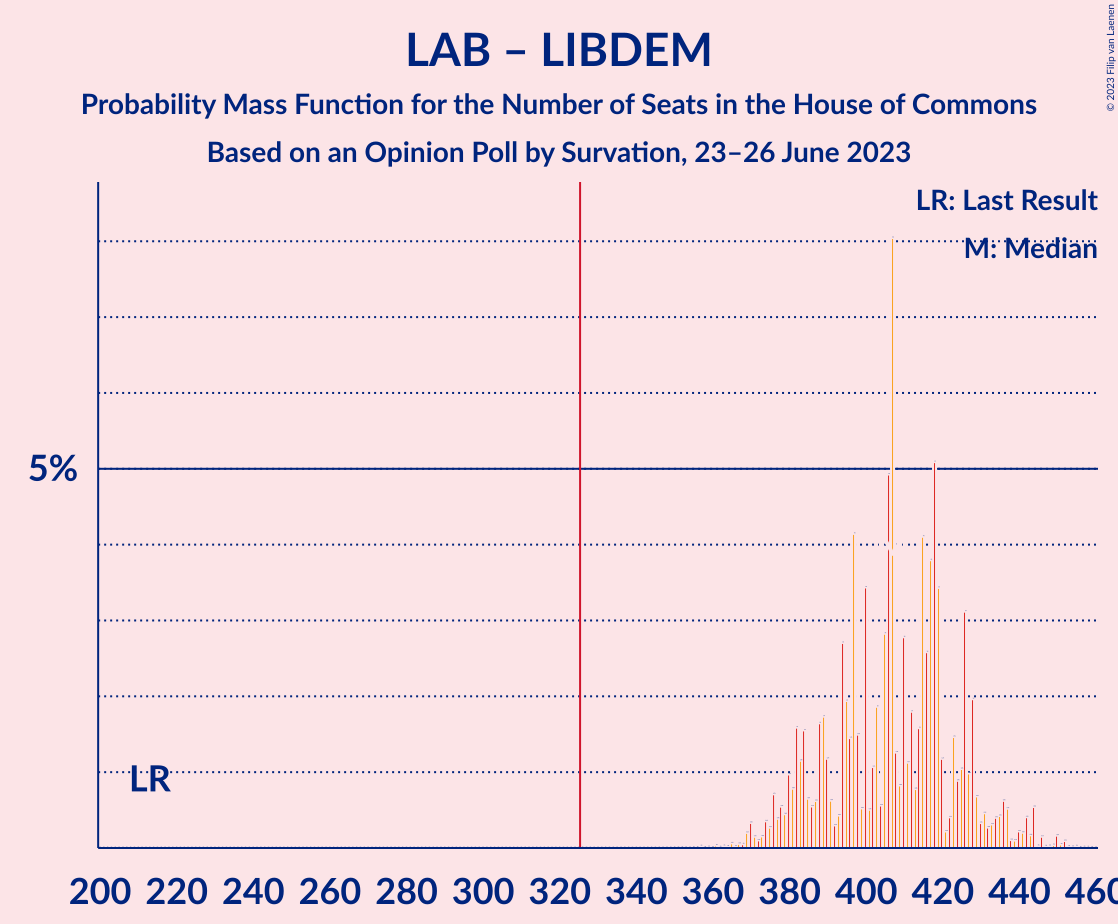 LAB – LIBDEM
Probability Mass Function for the Number of Seats in the House of Commons
Based on an Opinion Poll by Survation, 23–26 June 2023
© 2023 Filip van Laenen
LR: Last Result
M: Median
5%
LR
200 220 240 260 280 300 320 340 360 380 400 420 440 460